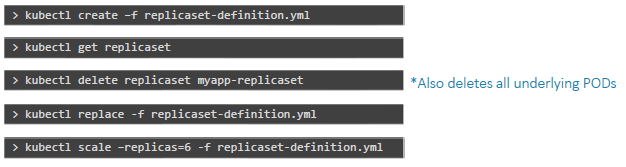 > kubectl create –f replicaset-definition.yml
> kubectl get replicaset
> kubectl delete replicaset myapp-replicaset *Also deletes all underlying PODs
> kubectl replace -f replicaset-definition.yml
> kubectl scale –replicas=6 -f replicaset-definition.yml